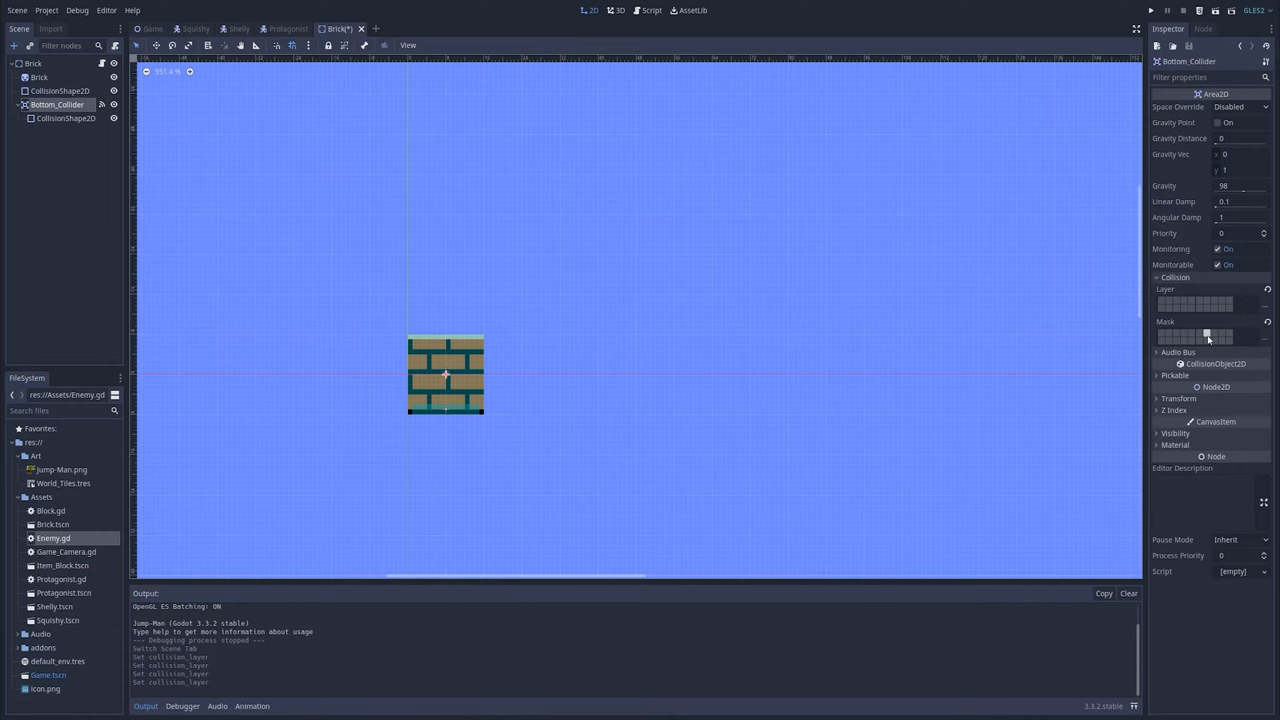 Scene Project Debug Editor Help
2D 3D Script AssetLib
GLES2
Scene Import
Game Squishy Shelly Protagonist Brick(*)
Inspector Node
Filter nodes
View
Brick
Brick
CollisionShape2D
Bottom_Collider
CollisionShape2D
951.4 %
Bottom_Collider
Filter properties
Area2D
Space Override Disabled
Gravity Point On
Gravity Distance 0
Gravity Vec x 0
y 1
Gravity 98
Linear Damp 0.1
Angular Damp 1
Priority 0
Monitoring On
Monitorable On
Collision
Layer
Mask
Audio Bus
CollisionObject2D
Pickable
Node2D
Transform
Z Index
CanvasItem
Visibility
Material
Node
Editor Description
Pause Mode Inherit
Process Priority 0
Script [empty]
FileSystem
res://Assets/Enemy.gd
Search files
Favorites:
res://
Art
Jump-Man.png
World_Tiles.tres
Assets
Block.gd
Brick.tscn
Enemy.gd
Game_Camera.gd
Item_Block.tscn
Protagonist.gd
Protagonist.tscn
Shelly.tscn
Squishy.tscn
Audio
addons
default_env.tres
Game.tscn
icon.png
Output:
Copy Clear
OpenGL ES Batching: ON
Jump-Man (Godot 3.3.2 stable)
Type help to get more information about usage
--- Debugging process stopped ---
Switch Scene Tab
Set collision_layer
Set collision_layer
Set collision_layer
Set collision_layer
Output Debugger Audio Animation
3.3.2.stable